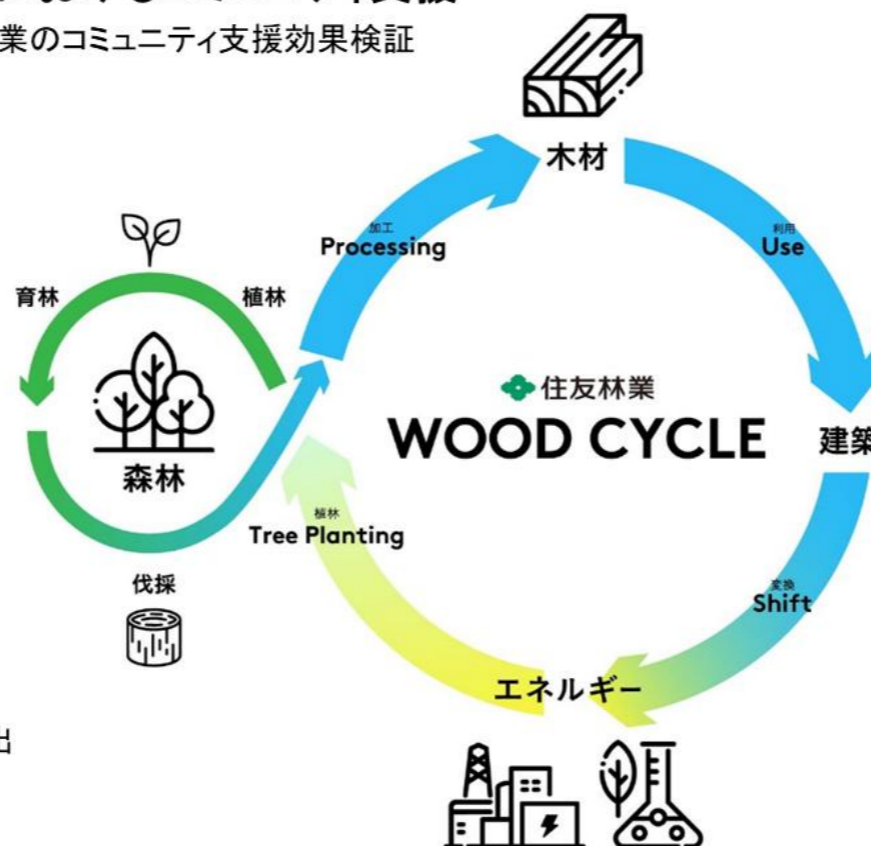 業のコミュニティ支援効果検証
木材
加工
Processing
利用
Use
育林
植林
住友林業
WOOD CYCLE
建築
森林
植林
Tree Planting
伐採
変換
Shift
エネルギー
出